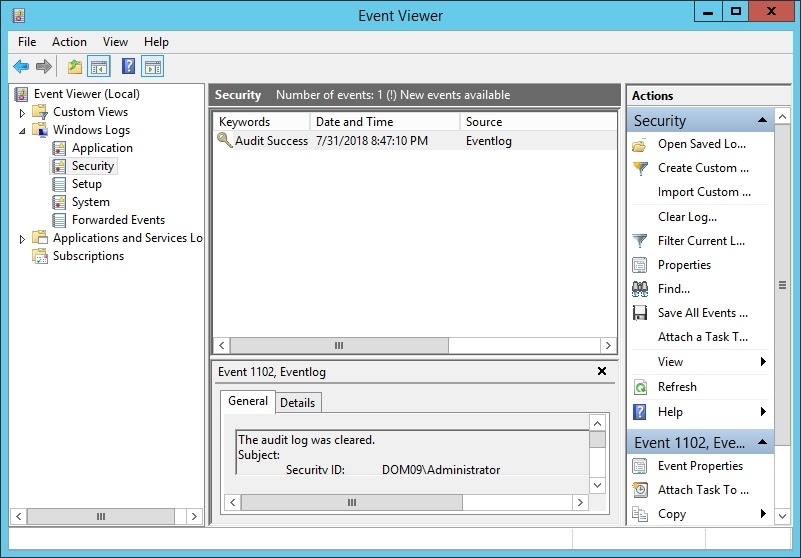 Event Viewer
File Action View Help
Event Viewer (Local)
Custom Views
Windows Logs
Application
Security
Setup
System
Forwarded Events
Applications and Services Lo
Subscriptions
Security Number of events: 1 (!) New events available
Keywords Date and Time Source
Audit Success 7/31/2018 8:47:10 PM Eventlog
Event 1102, Eventlog
General Details
The audit log was cleared.
Subject:
Security ID: DOM09\Administrator
Actions
Security
Open Saved Lo...
Create Custom ...
Import Custom ...
Clear Log...
Filter Current L...
Properties
Find...
Save All Events ...
Attach a Task T...
View
Refresh
Help
Event 1102, Eve...
Event Properties
Attach Task To ...
Copy